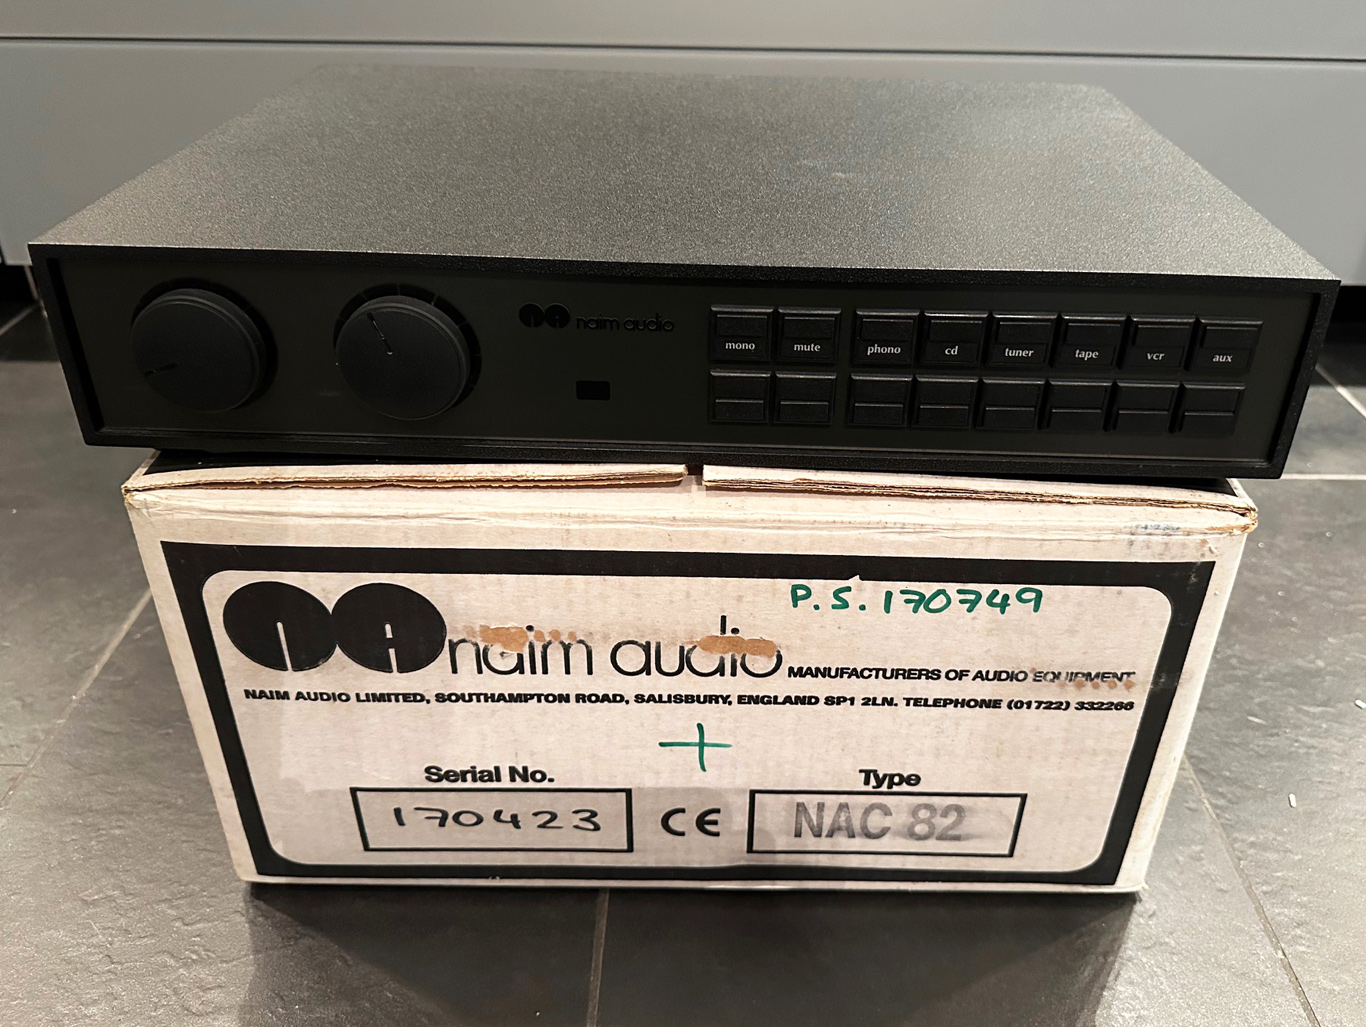 naim audio
mono mute phono cd tuner tape vcr aux
P.S. 170749
nA naim audio MANUFACTURERS OF AUDIO EQUIPMENT
NAIM AUDIO LIMITED, SOUTHAMPTON ROAD, SALISBURY, ENGLAND SP1 2LN. TELEPHONE (01722) 332266
+
Serial No. Type
170423 CE NAC 82